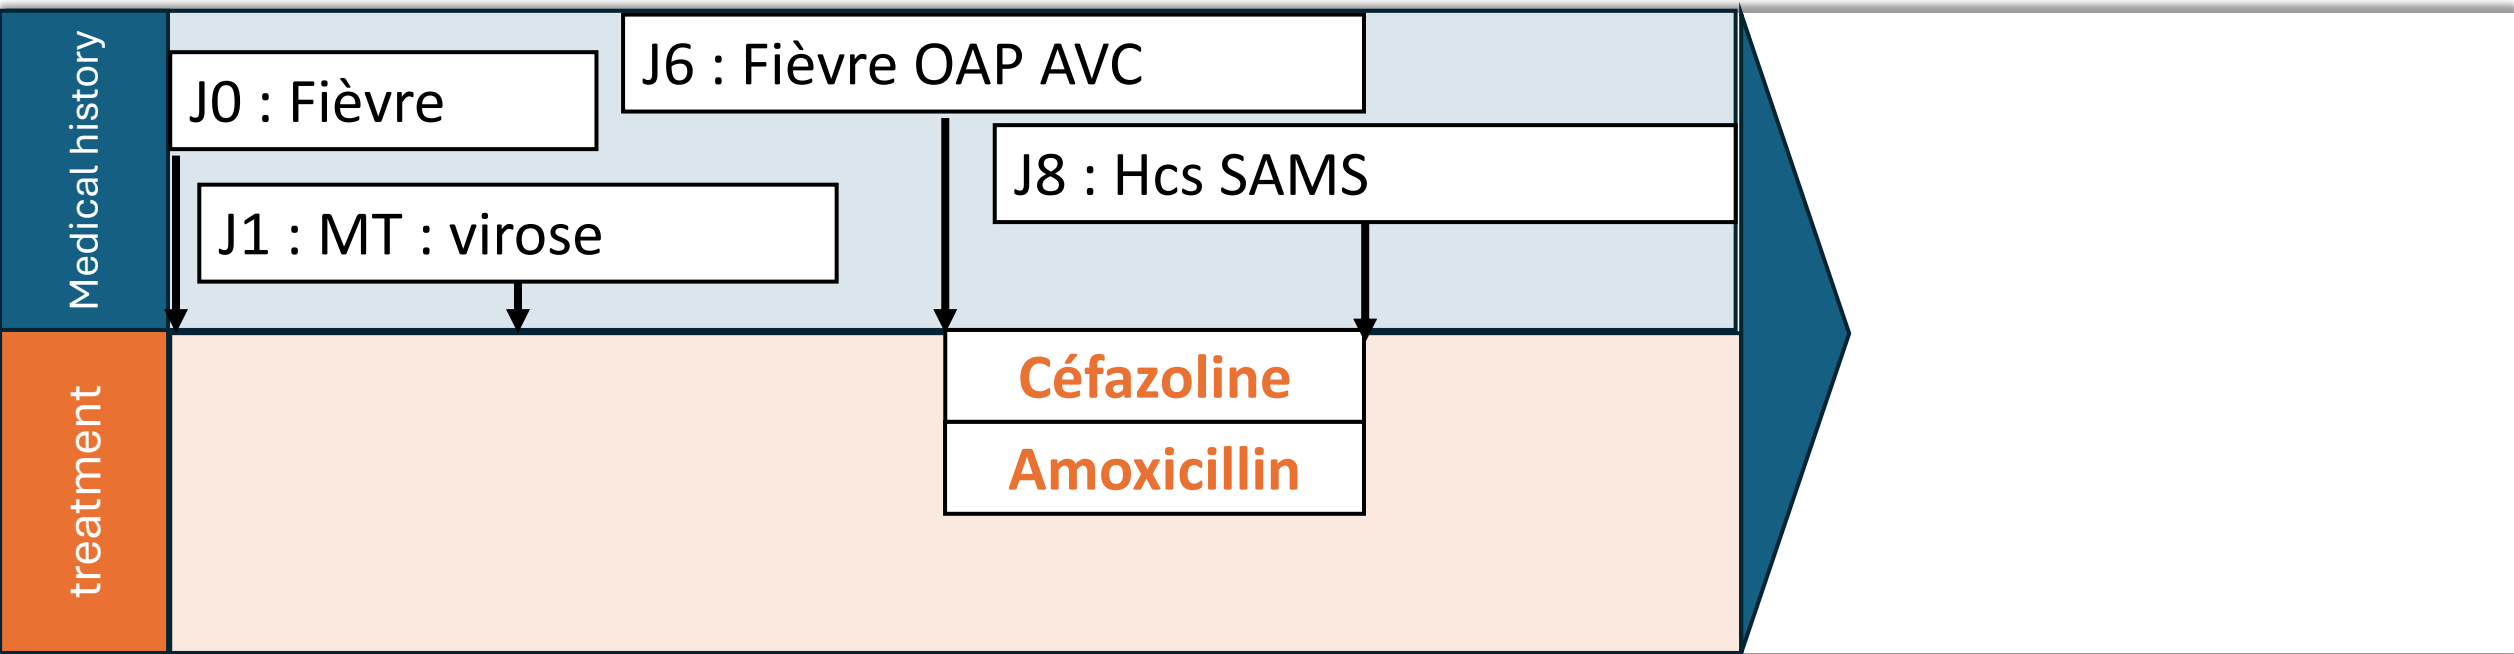 Medical history
J0 : Fièvre
J1 : MT : virose
J6 : Fièvre OAP AVC
J8 : Hcs SAMS
treatment
Céfazoline
Amoxicillin